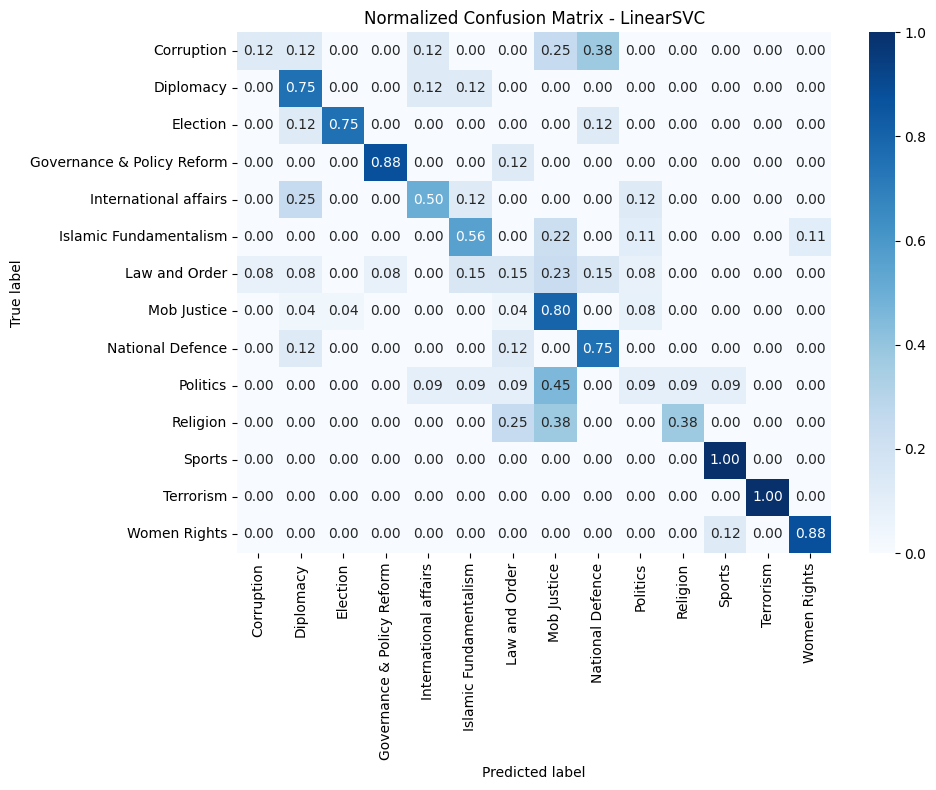 Normalized Confusion Matrix - LinearSVC
True label
Corruption 0.12 0.12 0.00 0.00 0.12 0.00 0.00 0.25 0.38 0.00 0.00 0.00 0.00 0.00
Diplomacy 0.00 0.75 0.00 0.00 0.12 0.12 0.00 0.00 0.00 0.00 0.00 0.00 0.00 0.00
Election 0.00 0.12 0.75 0.00 0.00 0.00 0.00 0.00 0.12 0.00 0.00 0.00 0.00 0.00
Governance & Policy Reform 0.00 0.00 0.00 0.88 0.00 0.00 0.12 0.00 0.00 0.00 0.00 0.00 0.00 0.00
International affairs 0.00 0.25 0.00 0.00 0.50 0.12 0.00 0.00 0.00 0.12 0.00 0.00 0.00 0.00
Islamic Fundamentalism 0.00 0.00 0.00 0.00 0.00 0.56 0.00 0.22 0.00 0.11 0.00 0.00 0.00 0.11
Law and Order 0.08 0.08 0.00 0.08 0.00 0.15 0.15 0.23 0.15 0.08 0.00 0.00 0.00 0.00
Mob Justice 0.00 0.04 0.04 0.00 0.00 0.00 0.04 0.80 0.00 0.08 0.00 0.00 0.00 0.00
National Defence 0.00 0.12 0.00 0.00 0.00 0.00 0.12 0.00 0.75 0.00 0.00 0.00 0.00 0.00
Politics 0.00 0.00 0.00 0.00 0.09 0.09 0.09 0.45 0.00 0.09 0.09 0.09 0.00 0.00
Religion 0.00 0.00 0.00 0.00 0.00 0.00 0.25 0.38 0.00 0.00 0.38 0.00 0.00 0.00
Sports 0.00 0.00 0.00 0.00 0.00 0.00 0.00 0.00 0.00 0.00 0.00 1.00 0.00 0.00
Terrorism 0.00 0.00 0.00 0.00 0.00 0.00 0.00 0.00 0.00 0.00 0.00 0.00 1.00 0.00
Women Rights 0.00 0.00 0.00 0.00 0.00 0.00 0.00 0.00 0.00 0.00 0.00 0.12 0.00 0.88
Corruption
Diplomacy
Election
Governance & Policy Reform
International affairs
Islamic Fundamentalism
Law and Order
Mob Justice
National Defence
Politics
Religion
Sports
Terrorism
Women Rights
Predicted label
1.0
0.8
0.6
0.4
0.2
0.0